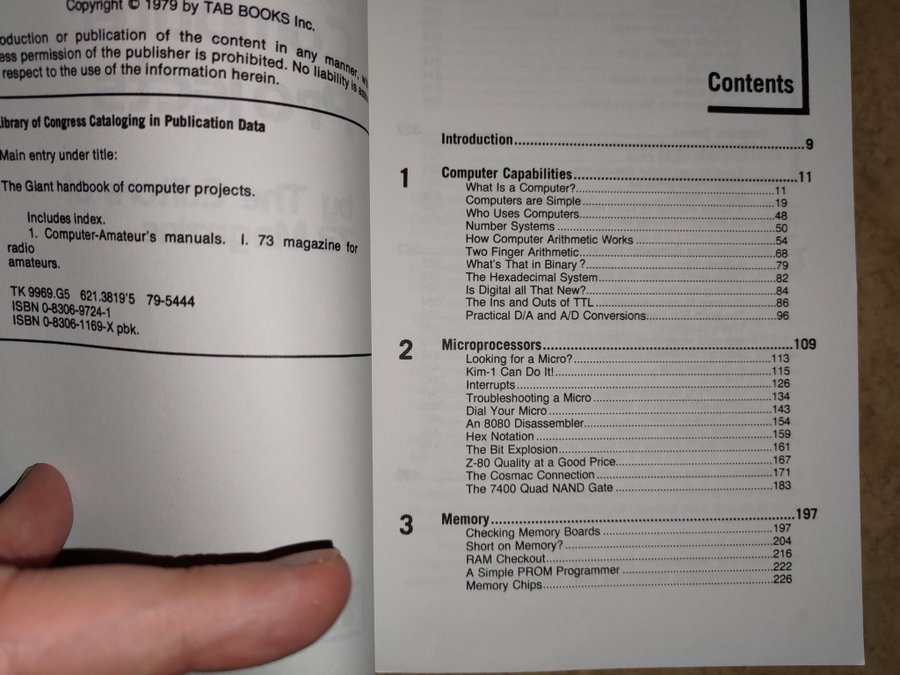 Copyright © 1979 by TAB BOOKS Inc.
oduction or publication of the content in any manner,
ess permission of the publisher is prohibited. No liability is
respect to the use of the information herein.
Library of Congress Cataloging in Publication Data
Main entry under title:
The Giant handbook of computer projects.
Includes index.
1. Computer-Amateur's manuals. I. 73 magazine for
radio
amateurs.
TK 9969.G5 621.3819'5 79-5444
ISBN 0-8306-9724-1
ISBN 0-8306-1169-X pbk.
Contents
Introduction 9
1 Computer Capabilities 11
What Is a Computer? 11
Computers are Simple 19
Who Uses Computers 48
Number Systems 50
How Computer Arithmetic Works 54
Two Finger Arithmetic 68
What's That in Binary ? 79
The Hexadecimal System 82
Is Digital all That New? 84
The Ins and Outs of TTL 86
Practical D/A and A/D Conversions 96
2 Microprocessors 109
Looking for a Micro? 113
Kim-1 Can Do It! 115
Interrupts 126
Troubleshooting a Micro 134
Dial Your Micro 143
An 8080 Disassembler 154
Hex Notation 159
The Bit Explosion 161
Z-80 Quality at a Good Price 167
The Cosmac Connection 171
The 7400 Quad NAND Gate 183
3 Memory 197
Checking Memory Boards 197
Short on Memory? 204
RAM Checkout 216
A Simple PROM Programmer 222
Memory Chips 226